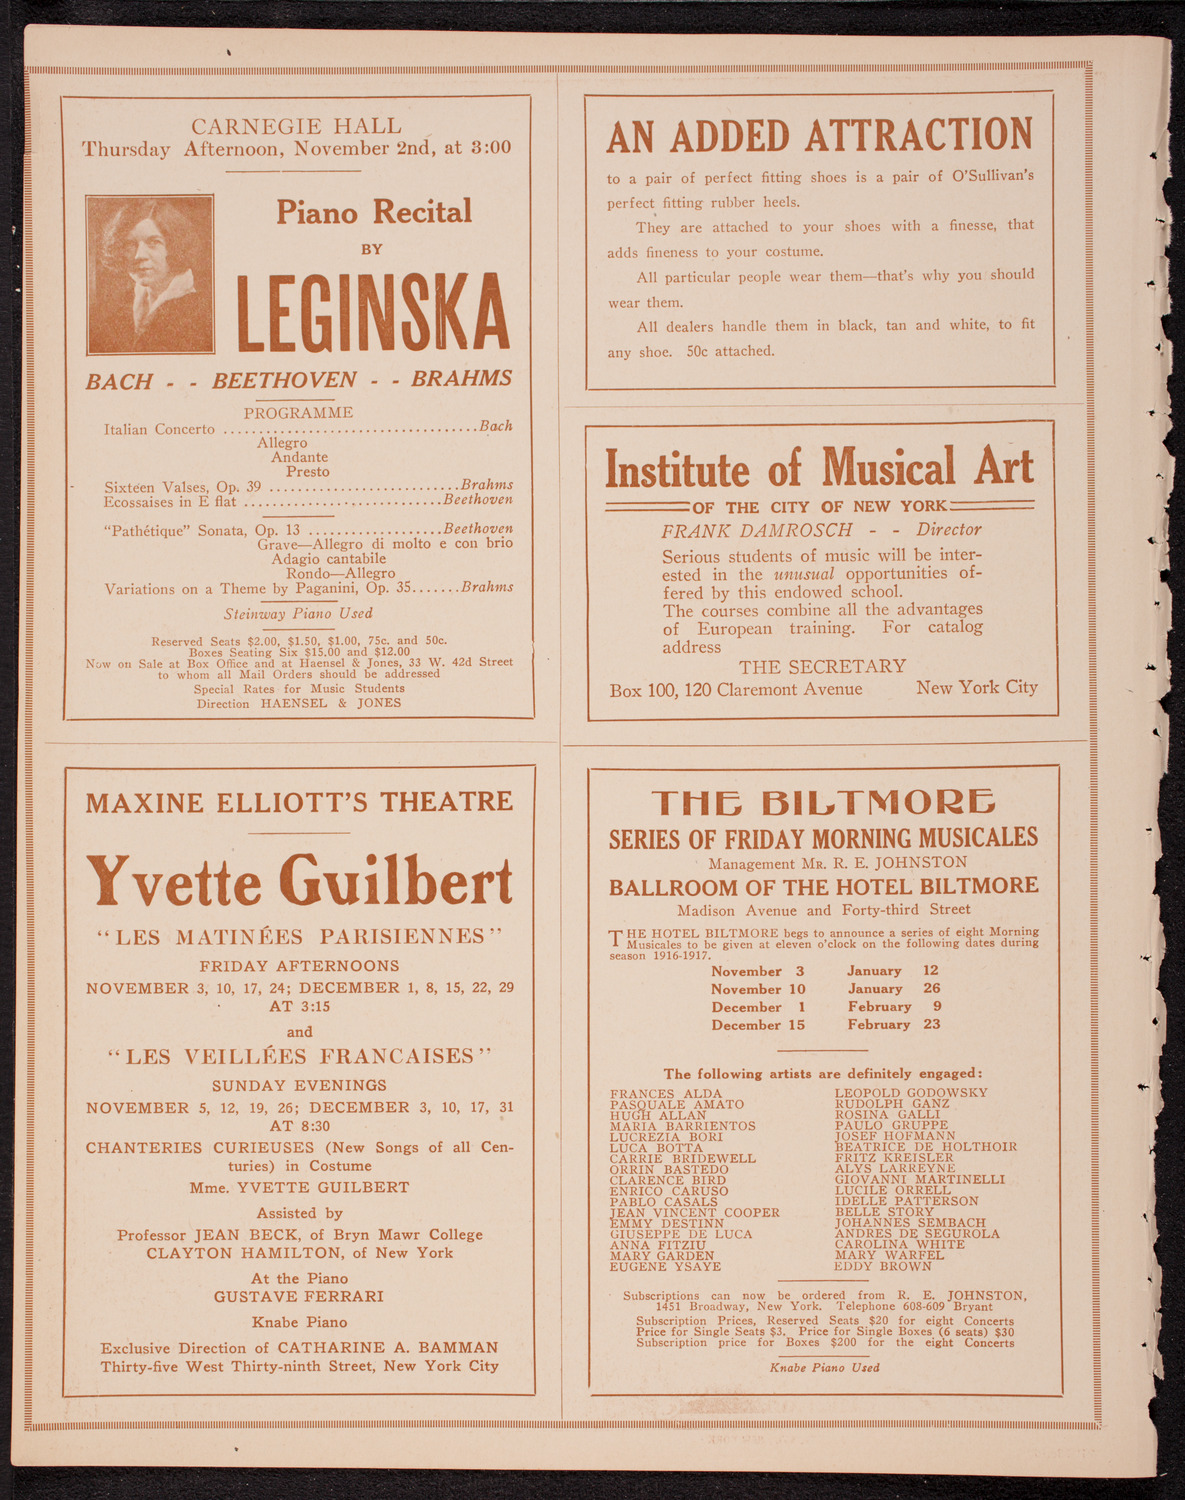 CARNEGIE HALL
Thursday Afternoon, November 2nd, at 3:00
Piano Recital
BY
LEGINSKA
BACH - - BEETHOVEN - - BRAHMS
PROGRAMME
Italian Concerto ....................................Bach
Allegro
Andante
Presto
Sixteen Valses, Op. 39 ...........................Brahms
Ecossaises in E flat ............................Beethoven
"Pathétique" Sonata, Op. 13 ...................Beethoven
Grave—Allegro di molto e con brio
Adagio cantabile
Rondo—Allegro
Variations on a Theme by Paganini, Op. 35.......Brahms
Steinway Piano Used
Reserved Seats $2.00, $1.50, $1.00, 75c. and 50c.
Boxes Seating Six $15.00 and $12.00
Now on Sale at Box Office and at Haensel & Jones, 33 W. 42d Street
to whom all Mail Orders should be addressed
Special Rates for Music Students
Direction HAENSEL & JONES
AN ADDED ATTRACTION
to a pair of perfect fitting shoes is a pair of O'Sullivan's
perfect fitting rubber heels.
They are attached to your shoes with a finesse, that
adds fineness to your costume.
All particular people wear them—that's why you should
wear them.
All dealers handle them in black, tan and white, to fit
any shoe. 50c attached.
Institute of Musical Art
OF THE CITY OF NEW YORK
FRANK DAMROSCH - - Director
Serious students of music will be inter-
ested in the unusual opportunities of-
fered by this endowed school.
The courses combine all the advantages
of European training. For catalog
address
THE SECRETARY
Box 100, 120 Claremont Avenue New York City
MAXINE ELLIOTT'S THEATRE
Yvette Guilbert
"LES MATINÉES PARISIENNES"
FRIDAY AFTERNOONS
NOVEMBER 3, 10, 17, 24; DECEMBER 1, 8, 15, 22, 29
AT 3:15
and
"LES VEILLÉES FRANCAISES"
SUNDAY EVENINGS
NOVEMBER 5, 12, 19, 26; DECEMBER 3, 10, 17, 31
AT 8:30
CHANTERIES CURIEUSES (New Songs of all Cen-
turies) in Costume
Mme. YVETTE GUILBERT
Assisted by
Professor JEAN BECK, of Bryn Mawr College
CLAYTON HAMILTON, of New York
At the Piano
GUSTAVE FERRARI
Knabe Piano
Exclusive Direction of CATHARINE A. BAMMAN
Thirty-five West Thirty-ninth Street, New York City
THE BILTMORE
SERIES OF FRIDAY MORNING MUSICALES
Management MR. R. E. JOHNSTON
BALLROOM OF THE HOTEL BILTMORE
Madison Avenue and Forty-third Street
THE HOTEL BILTMORE begs to announce a series of eight Morning
Musicales to be given at eleven o'clock on the following dates during
season 1916-1917.
November 3 January 12
November 10 January 26
December 1 February 9
December 15 February 23
The following artists are definitely engaged:
FRANCES ALDA
PASQUALE AMATO
HUGH ALLAN
MARIA BARRIENTOS
LUCREZIA BORI
LUCA BOTTA
CARRIE BRIDEWELL
ORRIN BASTEDO
CLARENCE BIRD
ENRICO CARUSO
PABLO CASALS
JEAN VINCENT COOPER
EMMY DESTINN
GIUSEPPE DE LUCA
ANNA FITZIU
MARY GARDEN
EUGENE YSAYE
LEOPOLD GODOWSKY
RUDOLPH GANZ
ROSINA GALLI
PAULO GRUPPE
JOSEF HOFMANN
BEATRICE DE HOLTHOIR
FRITZ KREISLER
ALYS LARREYNE
GIOVANNI MARTINELLI
LUCILE ORRELL
IDELLE PATTERSON
BELLE STORY
JOHANNES SEMBACH
ANDRES DE SEGUROLA
CAROLINA WHITE
MARY WARFEL
EDDY BROWN
Subscriptions can now be ordered from R. E. JOHNSTON,
1451 Broadway, New York. Telephone 608-609 Bryant
Subscription Prices, Reserved Seats $20 for eight Concerts
Price for Single Seats $3. Price for Single Boxes (6 seats) $30
Subscription price for Boxes $200 for the eight Concerts
Knabe Piano Used